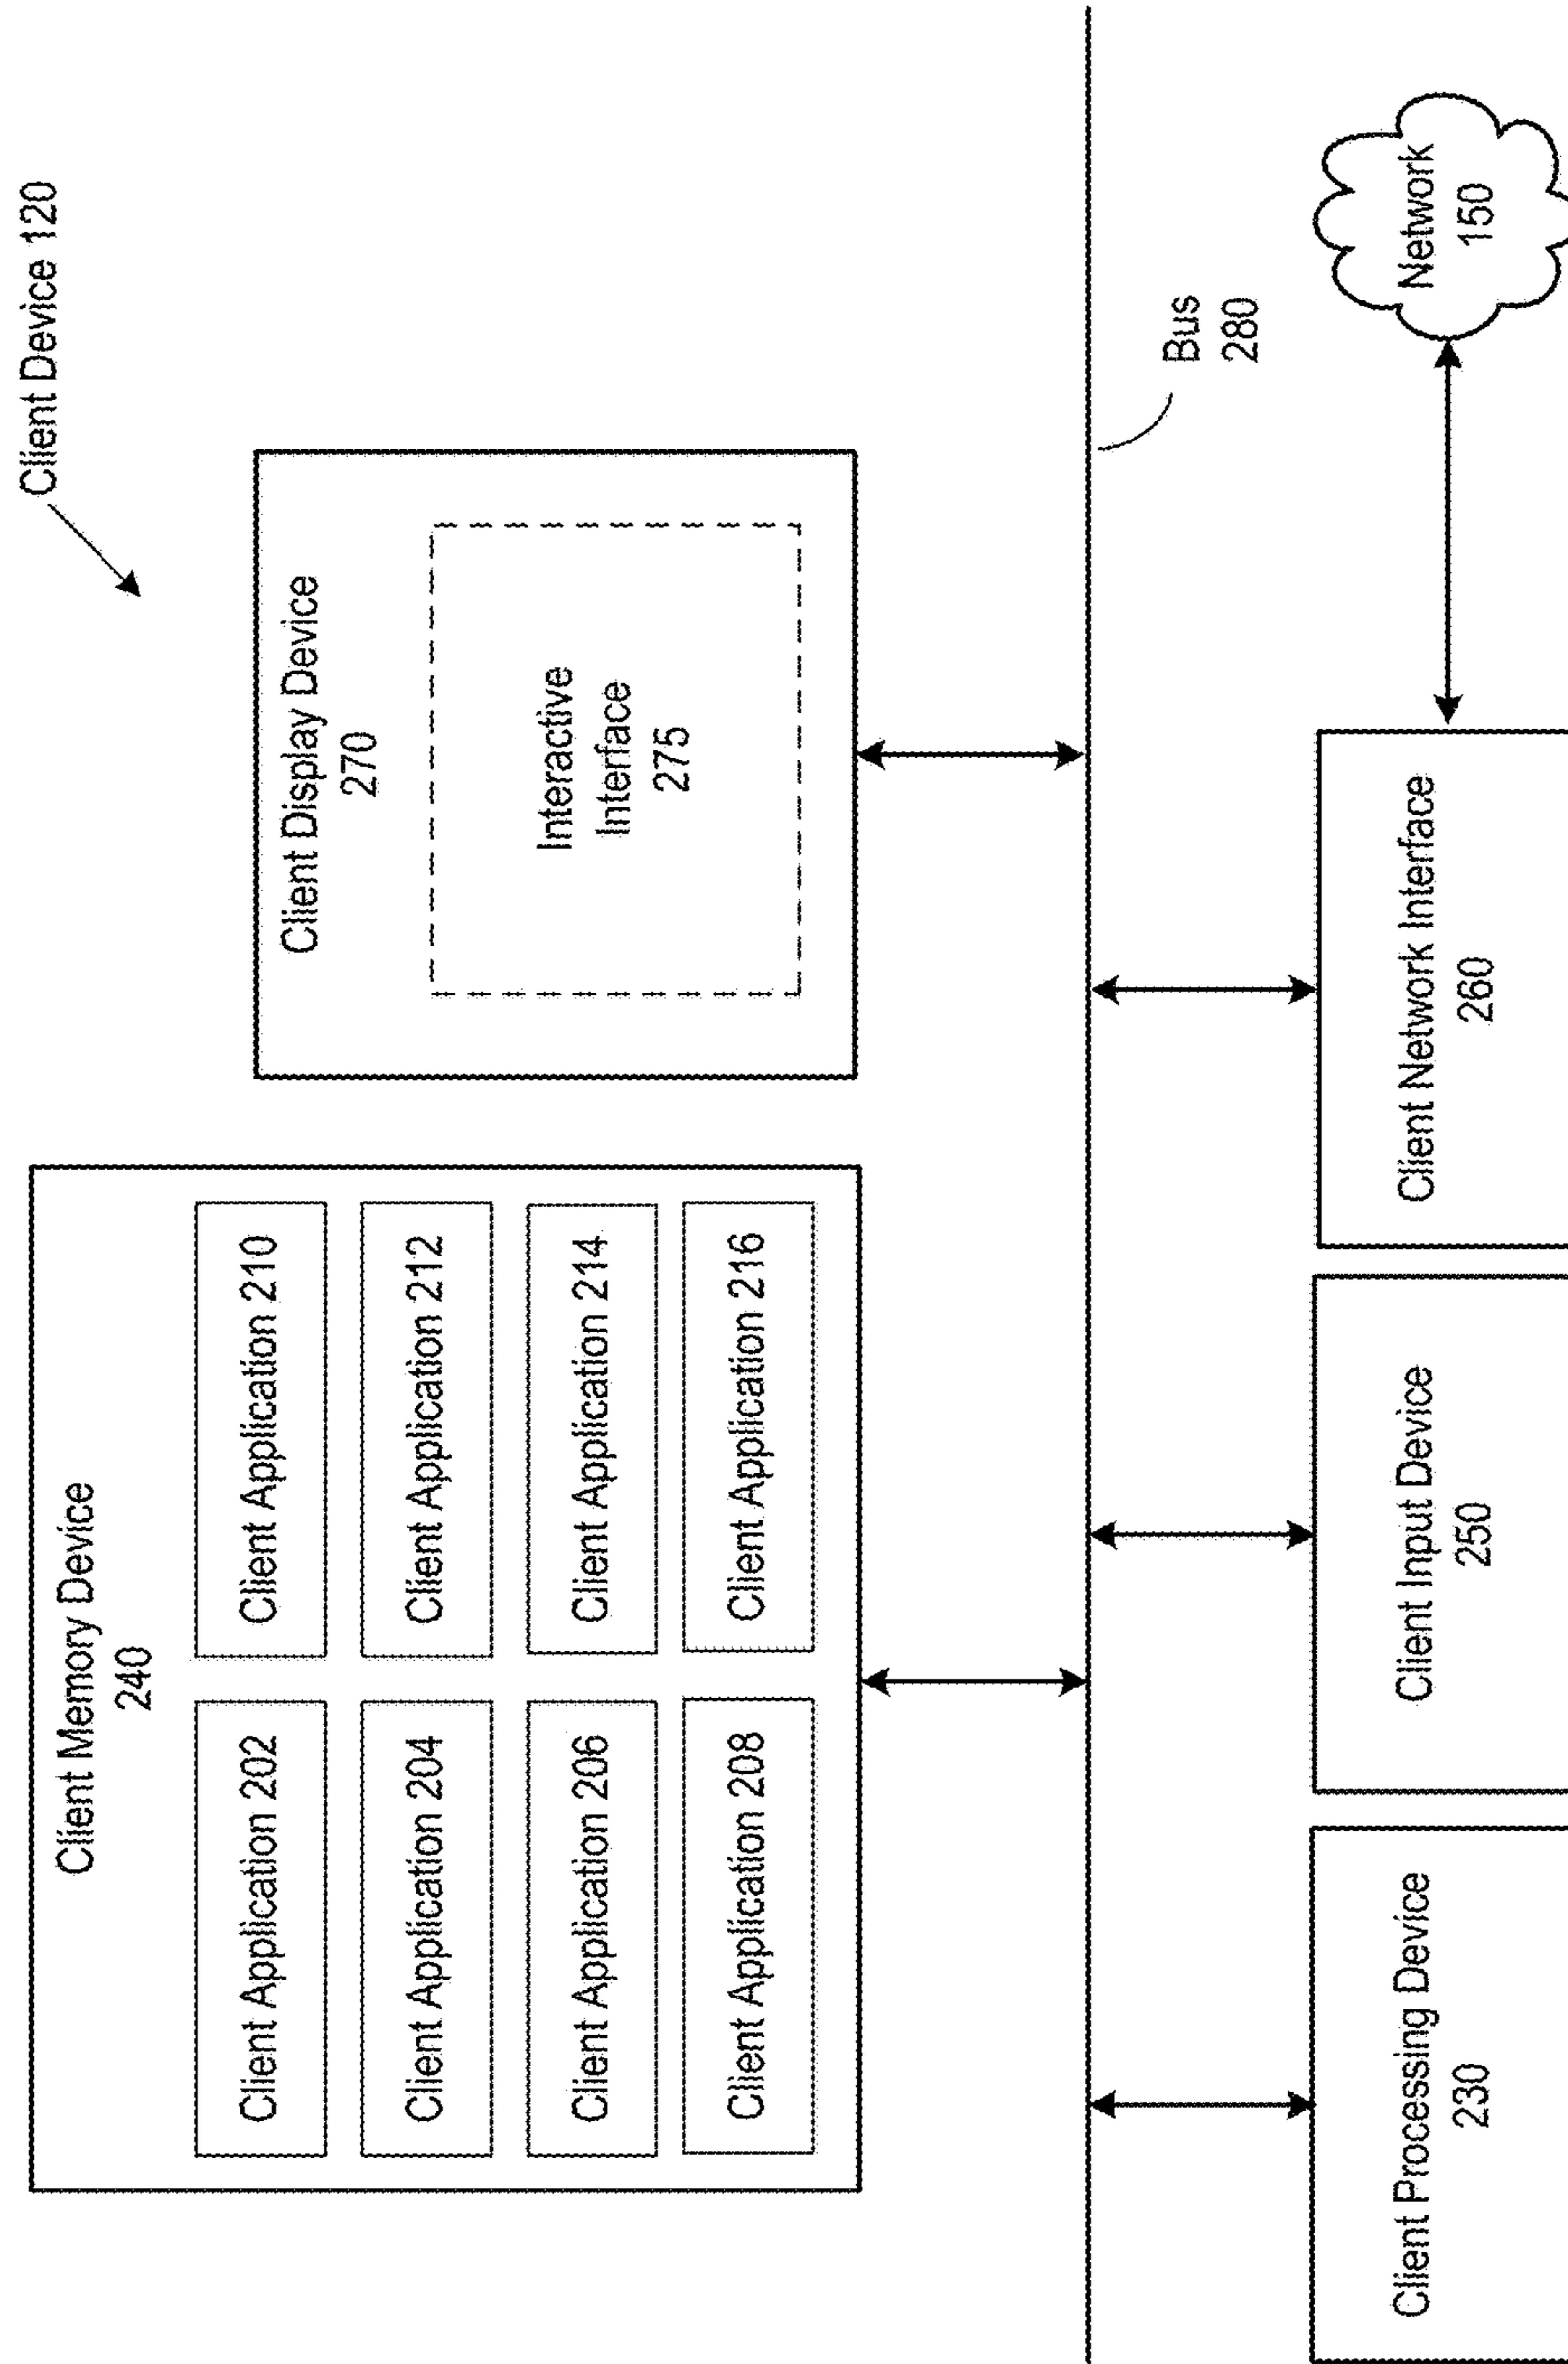 Client Device 120
Client Memory Device
240
Client Application 202
Client Application 210
Client Application 204
Client Application 212
Client Application 206
Client Application 214
Client Application 208
Client Application 216
Client Display Device
270
Interactive
Interface
275
Bus
280
Client Processing Device
230
Client Input Device
250
Client Network Interface
260
Network
150